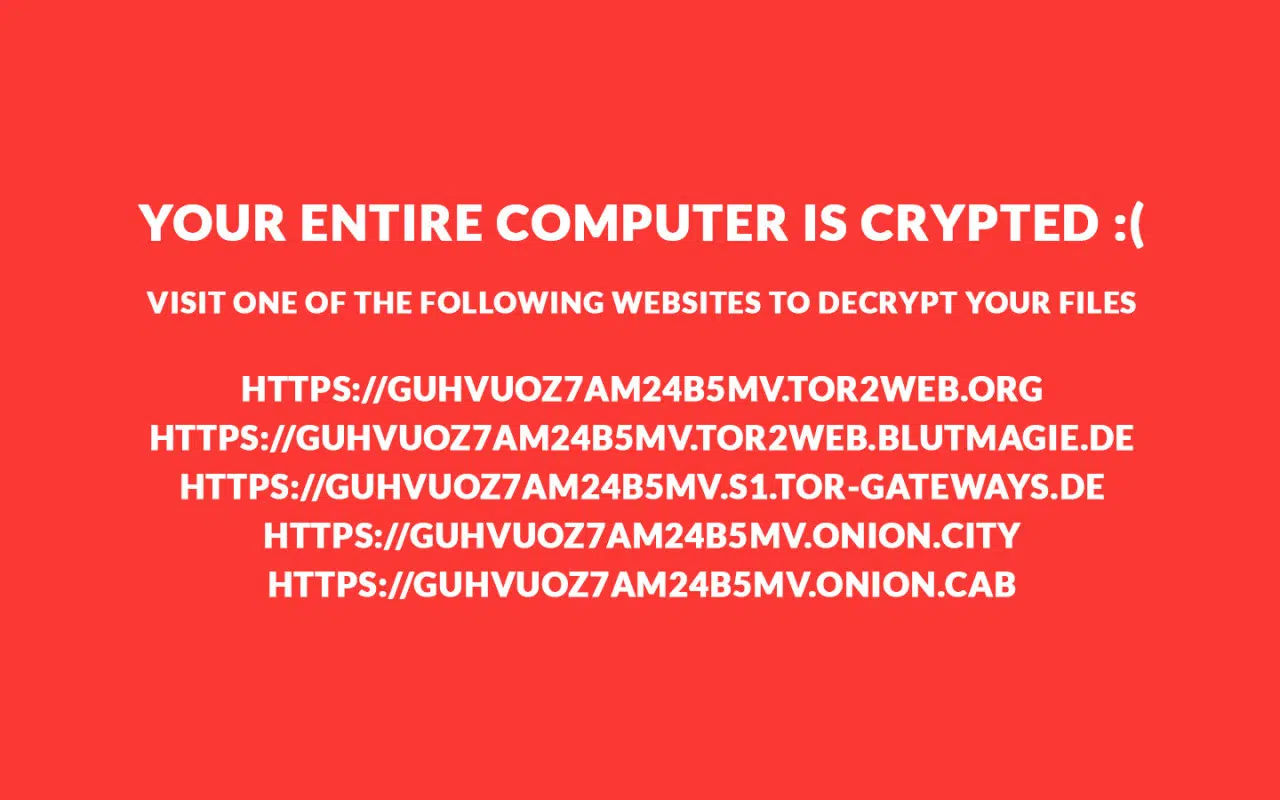 YOUR ENTIRE COMPUTER IS CRYPTED :(
VISIT ONE OF THE FOLLOWING WEBSITES TO DECRYPT YOUR FILES
HTTPS://GUHVUOZ7AM24B5MV.TOR2WEB.ORG
HTTPS://GUHVUOZ7AM24B5MV.TOR2WEB.BLUTMAGIE.DE
HTTPS://GUHVUOZ7AM24B5MV.S1.TOR-GATEWAYS.DE
HTTPS://GUHVUOZ7AM24B5MV.ONION.CITY
HTTPS://GUHVUOZ7AM24B5MV.ONION.CAB